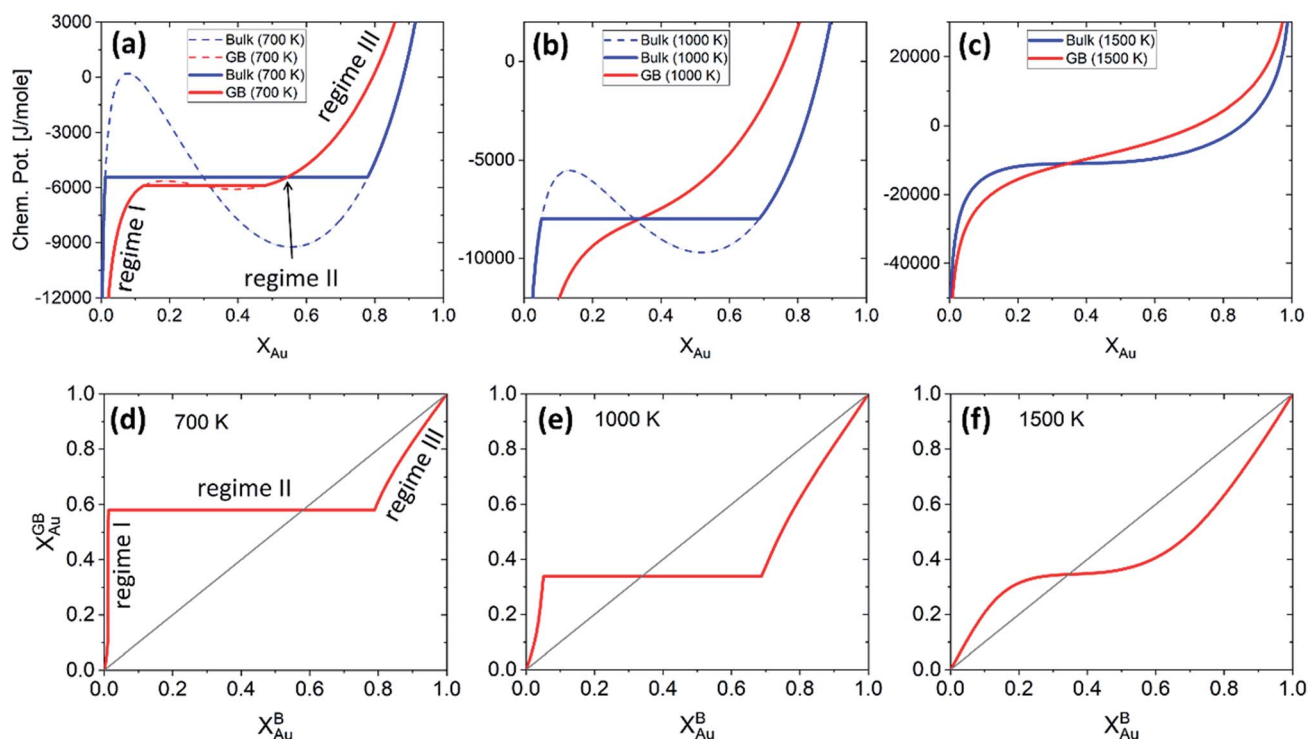 (a)
Bulk (700 K)
GB (700 K)
Bulk (700 K)
GB (700 K)
regime I
regime II
regime III
3000
0
-3000
-6000
-9000
-12000
Chem. Pot. [J/mole]
0.0 0.2 0.4 0.6 0.8 1.0
XAu
(b)
Bulk (1000 K)
Bulk (1000 K)
GB (1000 K)
0
-5000
-10000
0.0 0.2 0.4 0.6 0.8 1.0
XAu
(c)
Bulk (1500 K)
GB (1500 K)
20000
0
-20000
-40000
0.0 0.2 0.4 0.6 0.8 1.0
XAu
(d) 700 K
regime I
regime II
regime III
1.0
0.8
0.6
0.4
0.2
0.0
XGBAu
0.0 0.2 0.4 0.6 0.8 1.0
XBAu
(e) 1000 K
1.0
0.8
0.6
0.4
0.2
0.0
0.0 0.2 0.4 0.6 0.8 1.0
XBAu
(f) 1500 K
1.0
0.8
0.6
0.4
0.2
0.0
0.0 0.2 0.4 0.6 0.8 1.0
XBAu